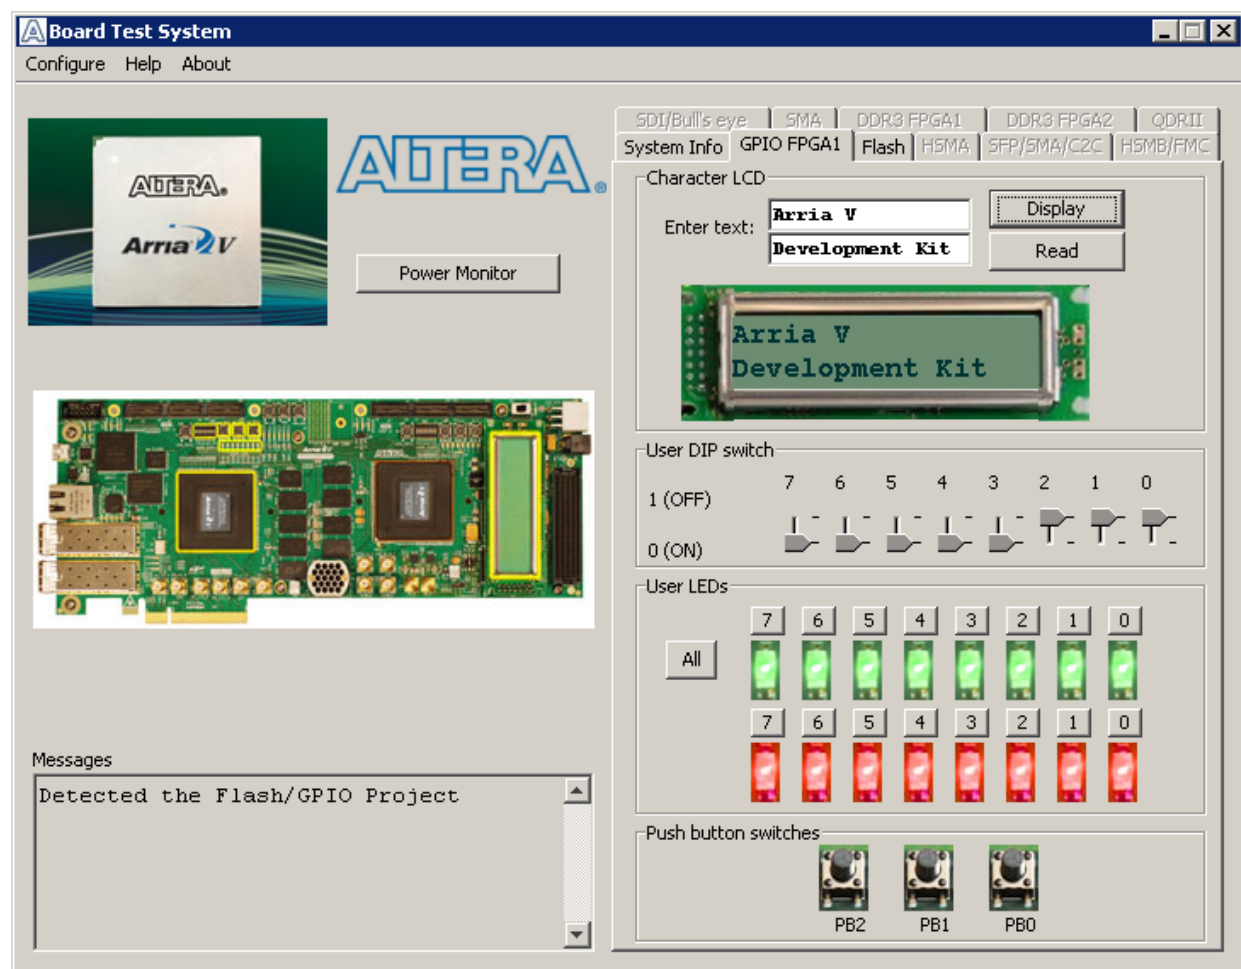 Board Test System
Configure Help About
ALTERA®
Arria V
ALTERA®
Power Monitor
Messages
Detected the Flash/GPIO Project
SDI/Bull's eye SMA DDR3 FPGA1 DDR3 FPGA2 QDRII
System Info GPIO FPGA1 Flash HSMA SFP/SMA/C2C HSMB/FMC
Character LCD
Enter text:
Arria V
Development Kit
Display
Read
Arria V
Development Kit
User DIP switch
7 6 5 4 3 2 1 0
1 (OFF)
0 (ON)
User LEDs
7 6 5 4 3 2 1 0
All
7 6 5 4 3 2 1 0
Push button switches
PB2 PB1 PB0